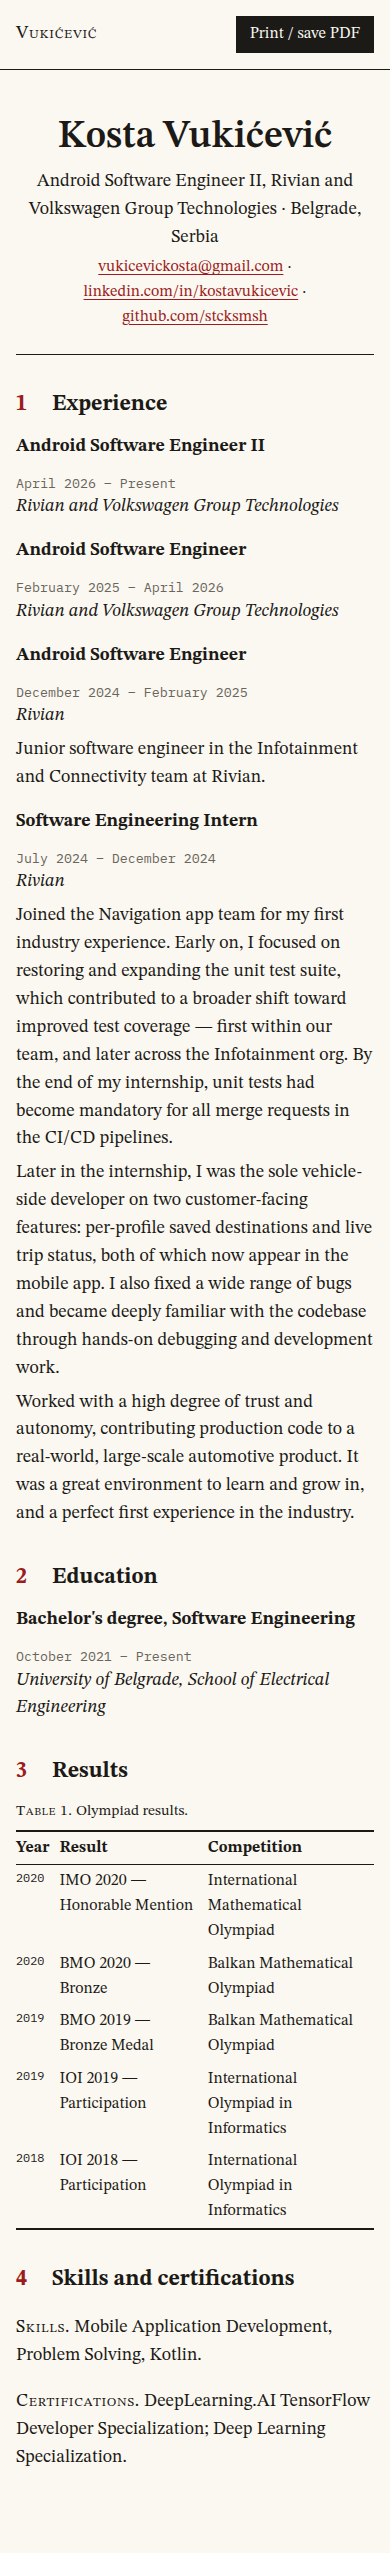 Vukićević
Print / save PDF
Kosta Vukićević
Android Software Engineer II, Rivian and
Volkswagen Group Technologies · Belgrade,
Serbia
vukicevickosta@gmail.com ·
linkedin.com/in/kostavukicevic ·
github.com/stcksmsh
1 Experience
Android Software Engineer II
April 2026 – Present
Rivian and Volkswagen Group Technologies
Android Software Engineer
February 2025 – April 2026
Rivian and Volkswagen Group Technologies
Android Software Engineer
December 2024 – February 2025
Rivian
Junior software engineer in the Infotainment
and Connectivity team at Rivian.
Software Engineering Intern
July 2024 – December 2024
Rivian
Joined the Navigation app team for my first
industry experience. Early on, I focused on
restoring and expanding the unit test suite,
which contributed to a broader shift toward
improved test coverage — first within our
team, and later across the Infotainment org. By
the end of my internship, unit tests had
become mandatory for all merge requests in
the CI/CD pipelines.
Later in the internship, I was the sole vehicle-
side developer on two customer-facing
features: per-profile saved destinations and live
trip status, both of which now appear in the
mobile app. I also fixed a wide range of bugs
and became deeply familiar with the codebase
through hands-on debugging and development
work.
Worked with a high degree of trust and
autonomy, contributing production code to a
real-world, large-scale automotive product. It
was a great environment to learn and grow in,
and a perfect first experience in the industry.
2 Education
Bachelor's degree, Software Engineering
October 2021 – Present
University of Belgrade, School of Electrical
Engineering
3 Results
Table 1. Olympiad results.
Year Result Competition
2020 IMO 2020 — International
Honorable Mention Mathematical
Olympiad
2020 BMO 2020 — Balkan Mathematical
Bronze Olympiad
2019 BMO 2019 — Balkan Mathematical
Bronze Medal Olympiad
2019 IOI 2019 — International
Participation Olympiad in
Informatics
2018 IOI 2018 — International
Participation Olympiad in
Informatics
4 Skills and certifications
Skills. Mobile Application Development,
Problem Solving, Kotlin.
Certifications. DeepLearning.AI TensorFlow
Developer Specialization; Deep Learning
Specialization.